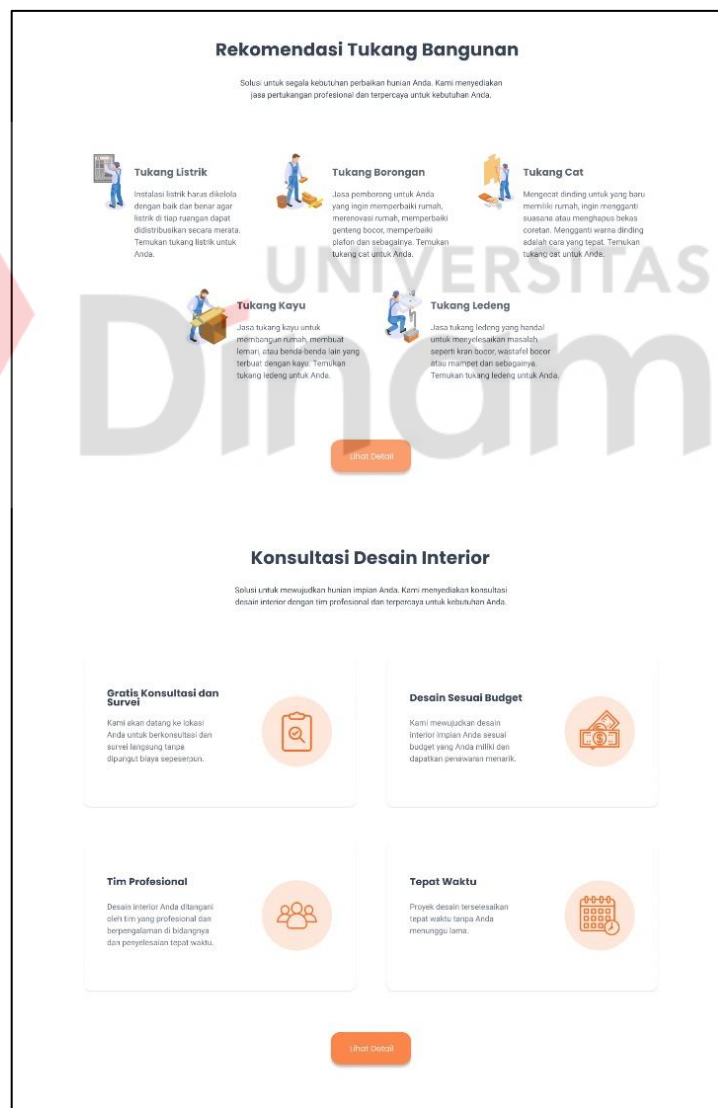 Rekomendasi Tukang Bangunan
Solusi untuk segala kebutuhan perbaikan hunian Anda. Kami menyediakan
jasa pertukangan profesional dan terpercaya untuk kebutuhan Anda.
Tukang Listrik
Instalasi listrik harus dikelola
dengan baik dan benar agar
listrik di tiap ruangan dapat
didistribusikan secara merata.
Temukan tukang listrik untuk
Anda.
Tukang Borongan
Jasa pemborong untuk Anda
yang ingin memperbaiki rumah,
merenovasi rumah, memperbaiki
genteng bocor, memperbaiki
plafon dan sebagainya. Temukan
tukang cat untuk Anda.
Tukang Cat
Mengecat dinding untuk yang baru
memiliki rumah, ingin mengganti
suasana atau menghapus bekas
coretan. Mengganti warna dinding
adalah cara yang tepat. Temukan
tukang cat untuk Anda.
UNIVERSITAS
Dinam
Tukang Kayu
Jasa tukang kayu untuk
membangun rumah, membuat
lemari, atau benda-benda lain yang
terbuat dengan kayu. Temukan
tukang ledeng untuk Anda.
Tukang Ledeng
Jasa tukang ledeng yang handal
untuk menyelesaikan masalah
seperti kran bocor, wastafel bocor
atau mampet dan sebagainya.
Temukan tukang ledeng untuk Anda.
Lihat Detail
Konsultasi Desain Interior
Solusi untuk mewujudkan hunian impian Anda. Kami menyediakan konsultasi
desain interior dengan tim profesional dan terpercaya untuk kebutuhan Anda.
Gratis Konsultasi dan
Survei
Kami akan datang ke lokasi
Anda untuk berkonsultasi dan
survei langsung tanpa
dipungut biaya sepeserpun.
Desain Sesuai Budget
Kami mewujudkan desain
interior impian Anda sesuai
budget yang Anda miliki dan
dapatkan penawaran menarik.
Tim Profesional
Desain interior Anda ditangani
oleh tim yang profesional dan
berpengalaman di bidangnya
dan penyelesaian tepat waktu.
Tepat Waktu
Proyek desain terselesaikan
tepat waktu tanpa Anda
menunggu lama.
Lihat Detail